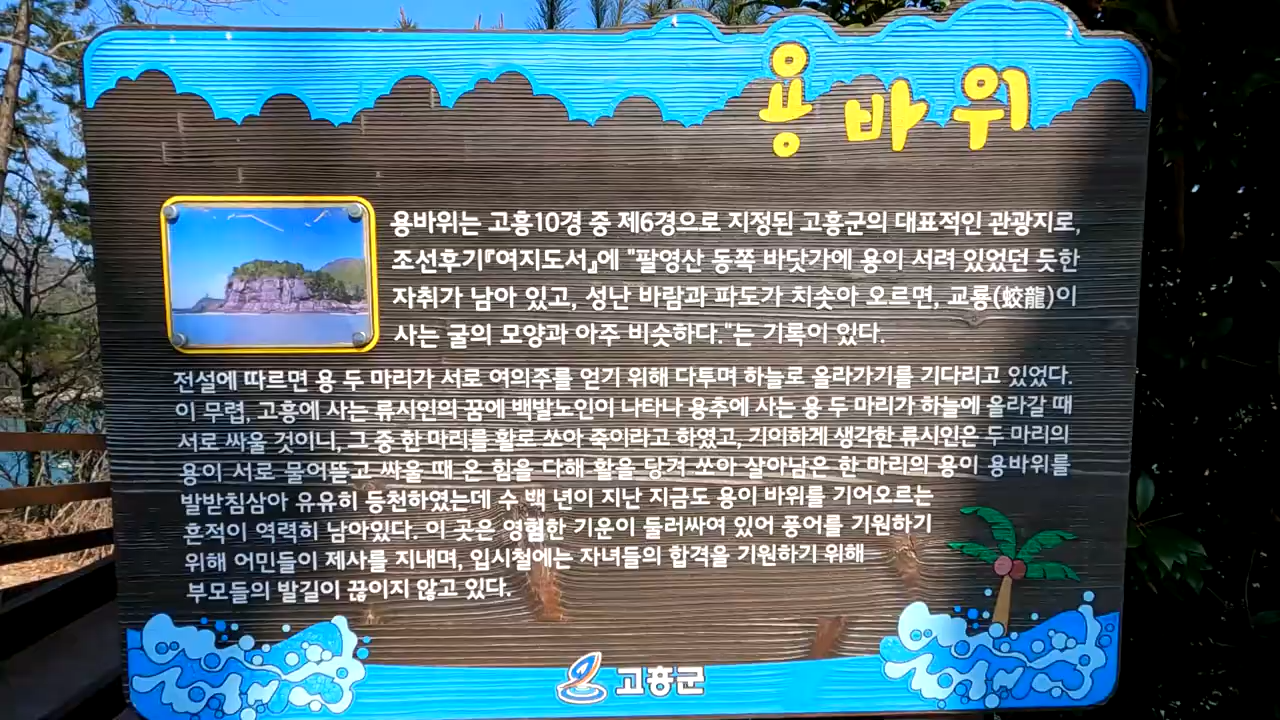 용바위
용바위는 고흥10경 중 제6경으로 지정된 고흥군의 대표적인 관광지로,
조선후기『여지도서』에 "팔영산 동쪽 바닷가에 용이 서려 있었던 듯한
자취가 남아 있고, 성난 바람과 파도가 치솟아 오르면, 교룡(蛟龍)이
사는 굴의 모양과 아주 비슷하다."는 기록이 있다.
전설에 따르면 용 두 마리가 서로 여의주를 얻기 위해 다투며 하늘로 올라가기를 기다리고 있었다.
이 무렵, 고흥에 사는 류시인의 꿈에 백발노인이 나타나 용추에 사는 용 두 마리가 하늘에 올라갈 때
서로 싸울 것이니, 그 중 한 마리를 활로 쏘아 죽이라고 하였고, 기이하게 생각한 류시인은 두 마리의
용이 서로 물어뜯고 싸울 때 온 힘을 다해 활을 당겨 쏘아 살아남은 한 마리의 용이 용바위를
발받침삼아 유유히 등천하였는데 수 백 년이 지난 지금도 용이 바위를 기어오르는
흔적이 역력히 남아있다. 이 곳은 영험한 기운이 둘러싸여 있어 풍어를 기원하기
위해 어민들이 제사를 지내며, 입시철에는 자녀들의 합격을 기원하기 위해
부모들의 발길이 끊이지 않고 있다.
고흥군